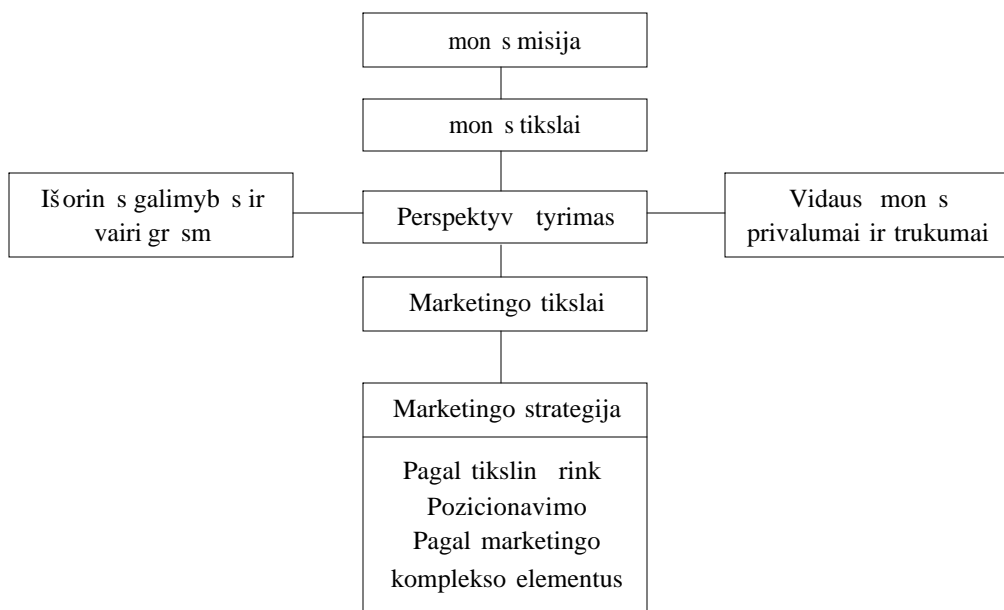 mon s misija
mon s tikslai
Išorin s galimyb s ir
vairi gr sm
Perspektyv tyrimas
Vidaus mon s
privalumai ir trukumai
Marketingo tikslai
Marketingo strategija
Pagal tikslin rink
Pozicionavimo
Pagal marketingo
komplekso elementus